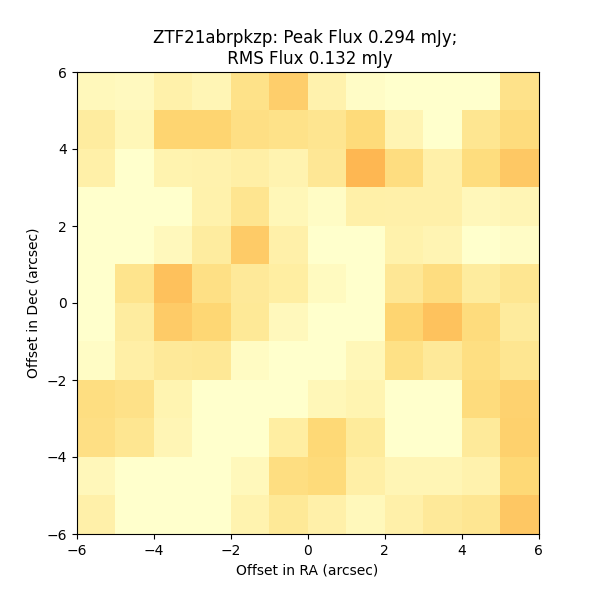 ZTF21abrpkzp: Peak Flux 0.294 mJy;
RMS Flux 0.132 mJy
6
4
2
0
−2
−4
−6
Offset in Dec (arcsec)
−6 −4 −2 0 2 4 6
Offset in RA (arcsec)